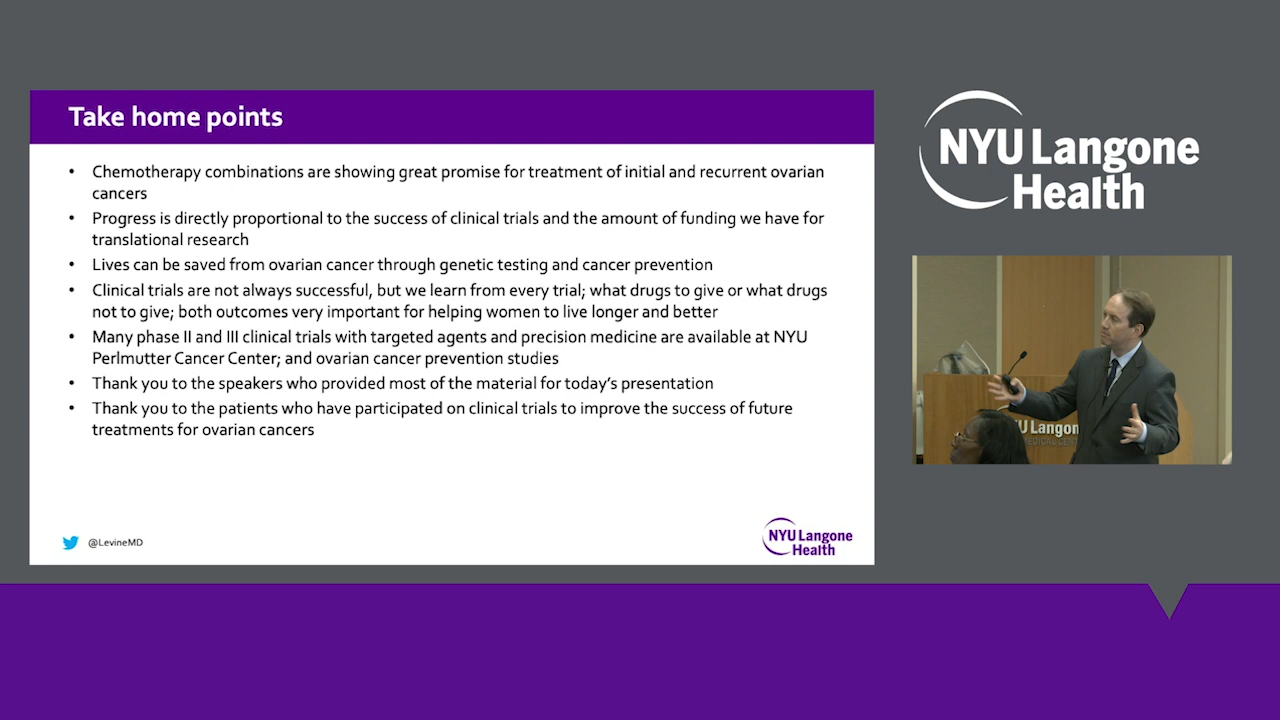 Take home points
• Chemotherapy combinations are showing great promise for treatment of initial and recurrent ovarian
cancers
• Progress is directly proportional to the success of clinical trials and the amount of funding we have for
translational research
• Lives can be saved from ovarian cancer through genetic testing and cancer prevention
• Clinical trials are not always successful, but we learn from every trial; what drugs to give or what drugs
not to give; both outcomes very important for helping women to live longer and better
• Many phase II and III clinical trials with targeted agents and precision medicine are available at NYU
Perlmutter Cancer Center; and ovarian cancer prevention studies
• Thank you to the speakers who provided most of the material for today's presentation
• Thank you to the patients who have participated on clinical trials to improve the success of future
treatments for ovarian cancers
@LevineMD
NYU Langone
Health
NYU Langone
Health
U Langon
MEDICAL CENT